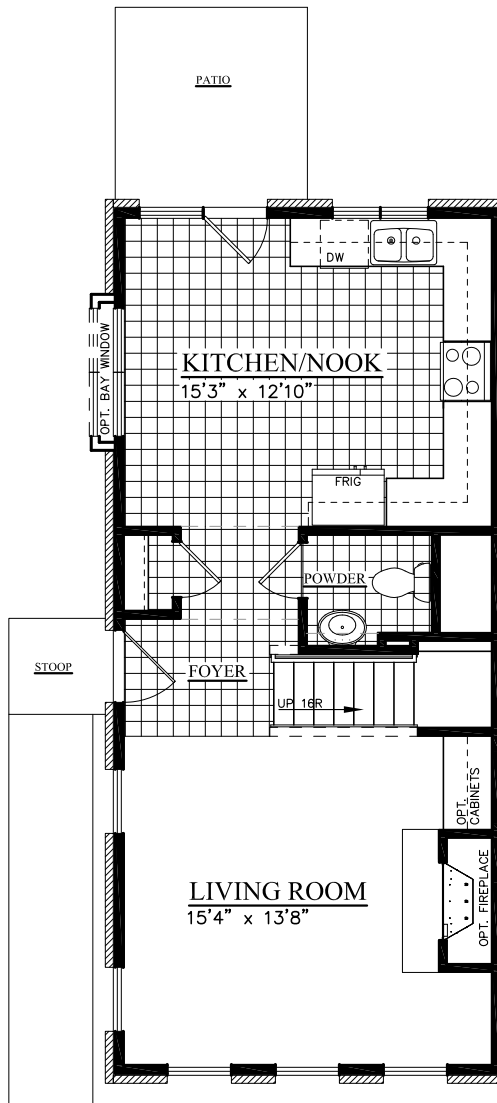 PATIO
DW
OPT. BAY WINDOW
KITCHEN/NOOK
15'3" x 12'10"
FRIG
POWDER
STOOP
FOYER
UP 16R
OPT.
CABINETS
LIVING ROOM
15'4" x 13'8"
OPT. FIREPLACE